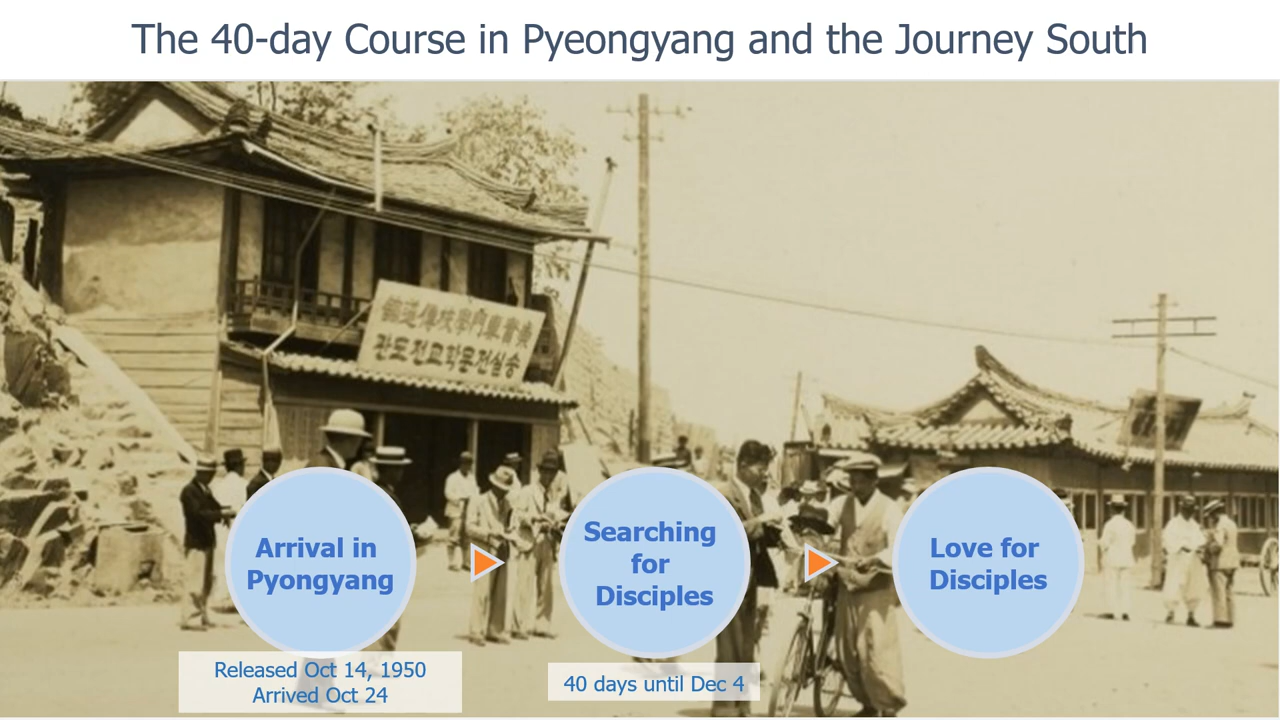 The 40-day Course in Pyeongyang and the Journey South
Arrival in
Pyongyang
Released Oct 14, 1950
Arrived Oct 24
Searching
for
Disciples
40 days until Dec 4
Love for
Disciples